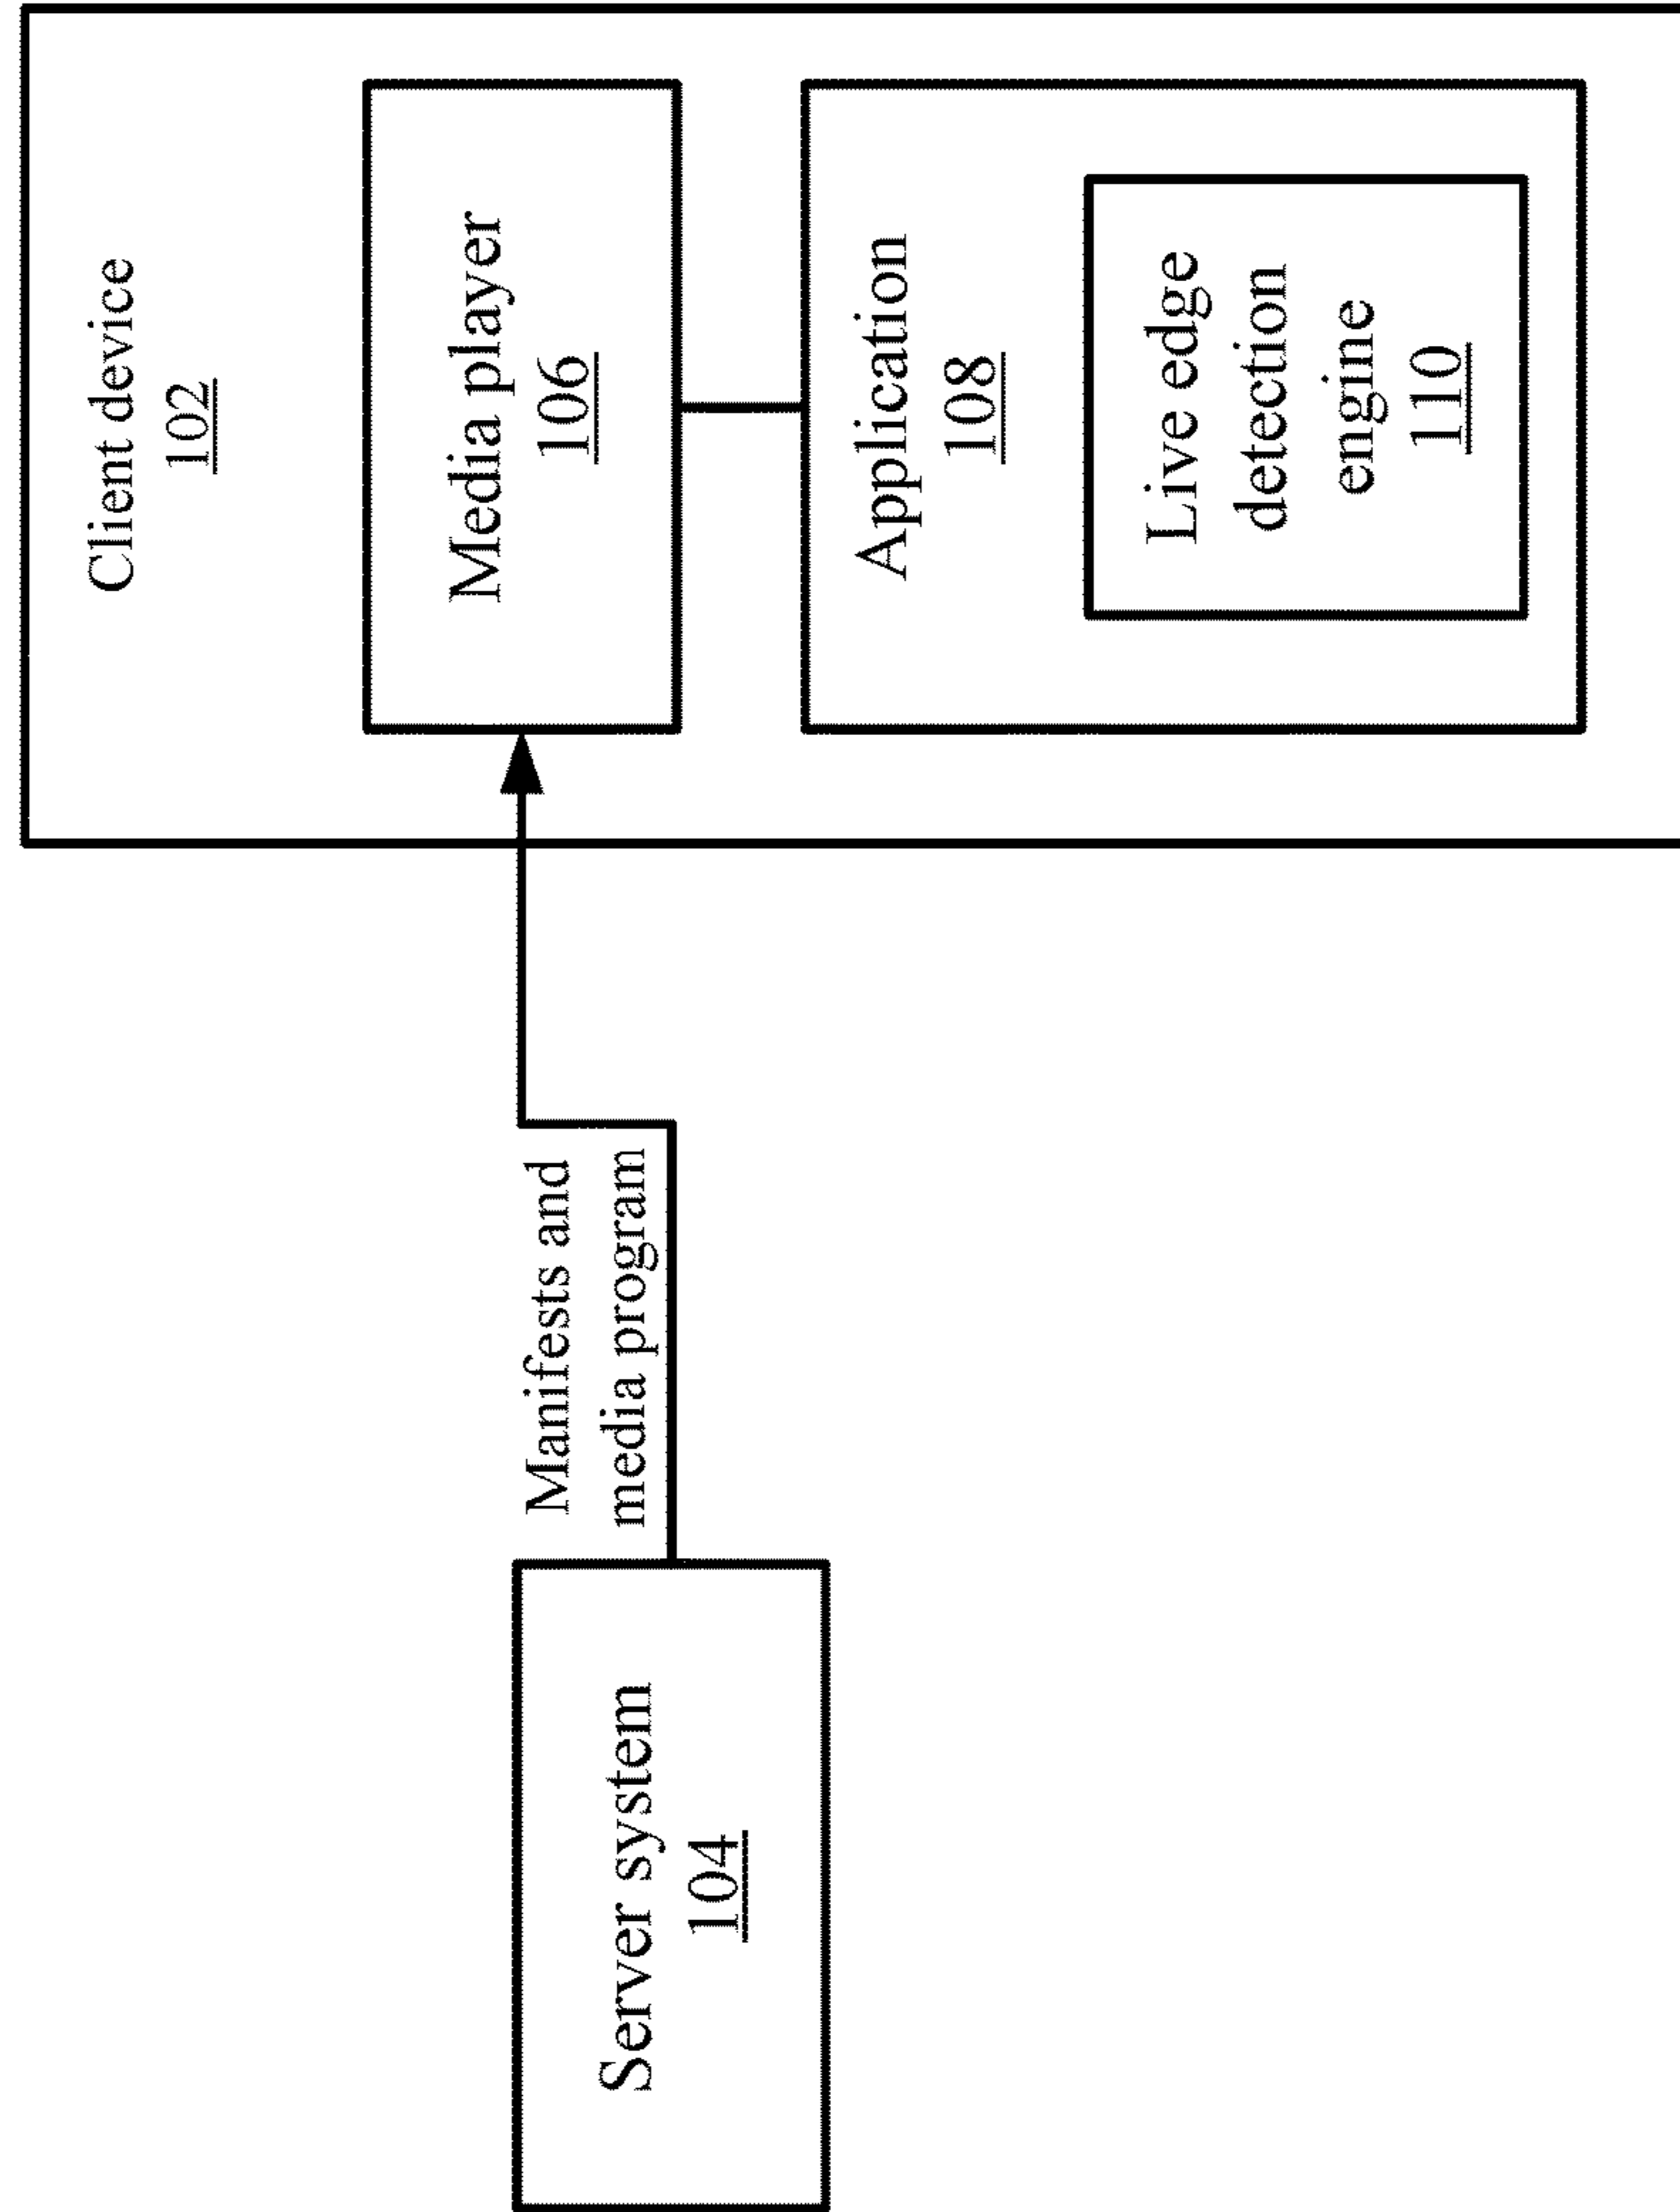 Client device
102
Media player
106
Manifests and
media program
Server system
104
Application
108
Live edge
detection
engine
110